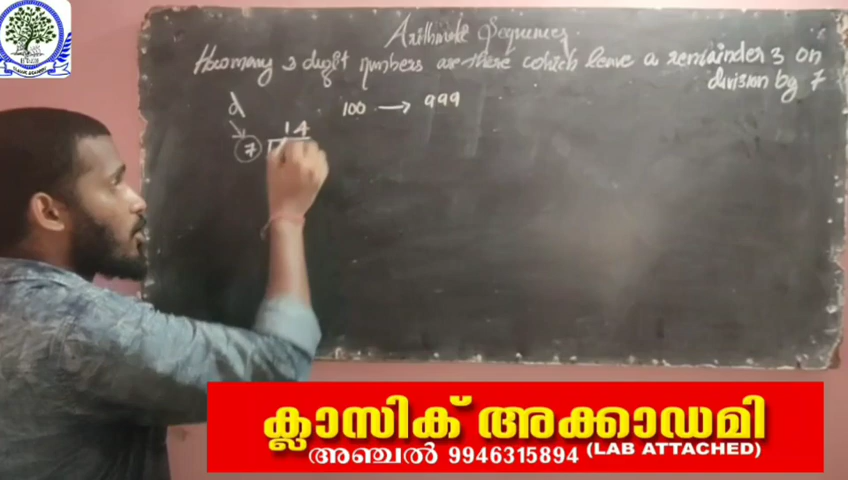 Arithmetic Sequences
How many 3 digit numbers are there which leave a remainder 3 on
division by 7
d
100 → 999
14
7
ക്ലാസിക് അക്കാഡമി
അഞ്ചൽ 9946315894 (LAB ATTACHED)